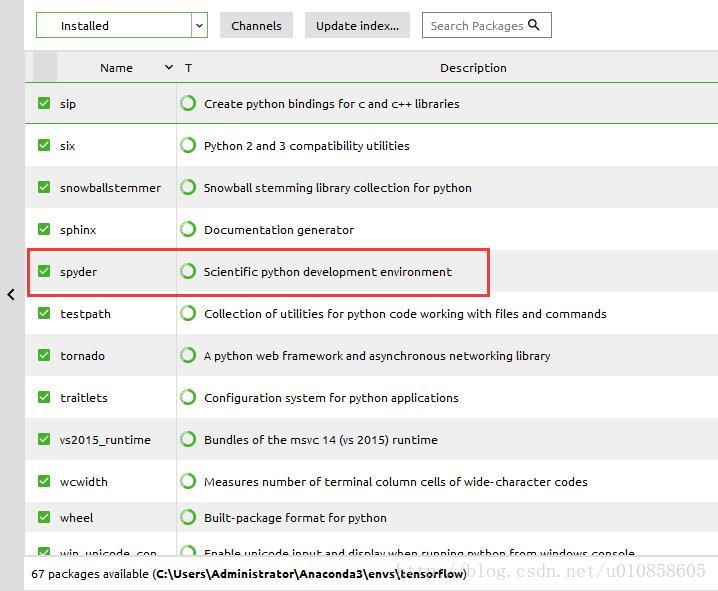 Installed Channels Update index... Search Packages
Name T Description
sip Create python bindings for c and c++ libraries
six Python 2 and 3 compatibility utilities
snowballstemmer Snowball stemming library collection for python
sphinx Documentation generator
spyder Scientific python development environment
testpath Collection of utilities for python code working with files and commands
tornado A python web framework and asynchronous networking library
traitlets Configuration system for python applications
vs2015_runtime Bundles of the msvc 14 (vs 2015) runtime
wcwidth Measures number of terminal column cells of wide-character codes
wheel Built-package format for python
win_unicode_con Enable unicode input and display when running python from windows console
67 packages available (C:\Users\Administrator\Anaconda3\envs\tensorflow)
http://blog.csdn.net/u010858605